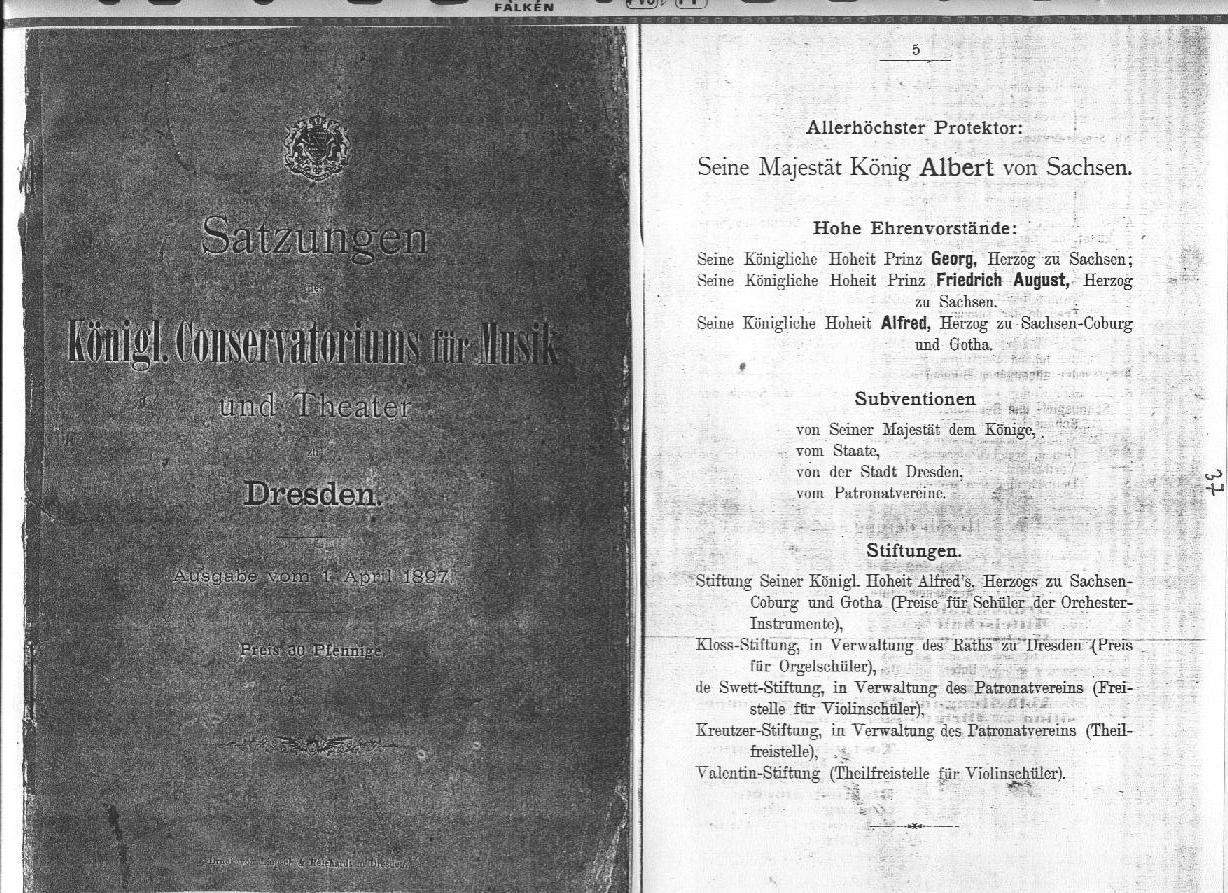 FALKEN
Satzungen
des
Königl. Conservatoriums für Musik
und Theater
zu
Dresden.
Ausgabe vom 1. April 1897.
Preis 30 Pfennige.
5
Allerhöchster Protektor:
Seine Majestät König Albert von Sachsen.
Hohe Ehrenvorstände:
Seine Königliche Hoheit Prinz Georg, Herzog zu Sachsen;
Seine Königliche Hoheit Prinz Friedrich August, Herzog
zu Sachsen.
Seine Königliche Hoheit Alfred, Herzog zu Sachsen-Coburg
und Gotha.
Subventionen
von Seiner Majestät dem Könige,
vom Staate,
von der Stadt Dresden,
vom Patronatvereine.
Stiftungen.
Stiftung Seiner Königl. Hoheit Alfred's, Herzogs zu Sachsen-
Coburg und Gotha (Preise für Schüler der Orchester-
Instrumente),
Kloss-Stiftung, in Verwaltung des Raths zu Dresden (Preis
für Orgelschüler),
de Swett-Stiftung, in Verwaltung des Patronatvereins (Frei-
stelle für Violinschüler),
Kreutzer-Stiftung, in Verwaltung des Patronatvereins (Theil-
freistelle),
Valentin-Stiftung (Theilfreistelle für Violinschüler).
37